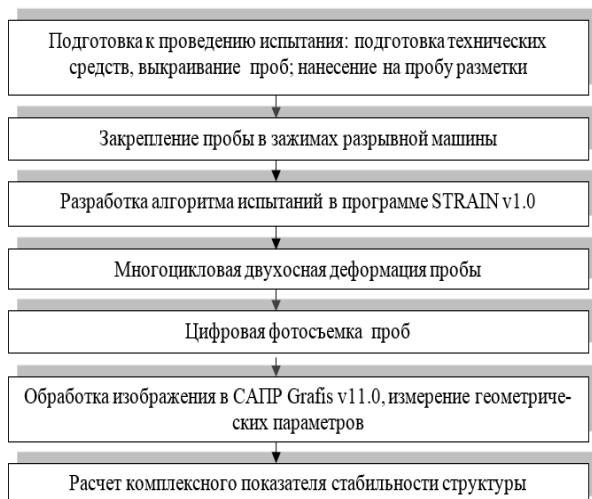 Подготовка к проведению испытания: подготовка технических
средств, выкраивание проб; нанесение на пробу разметки
Закрепление пробы в зажимах разрывной машины
Разработка алгоритма испытаний в программе STRAIN v1.0
Многоцикловая двухосная деформация пробы
Цифровая фотосъемка проб
Обработка изображения в САПР Grafis v11.0, измерение геометриче-
ских параметров
Расчет комплексного показателя стабильности структуры